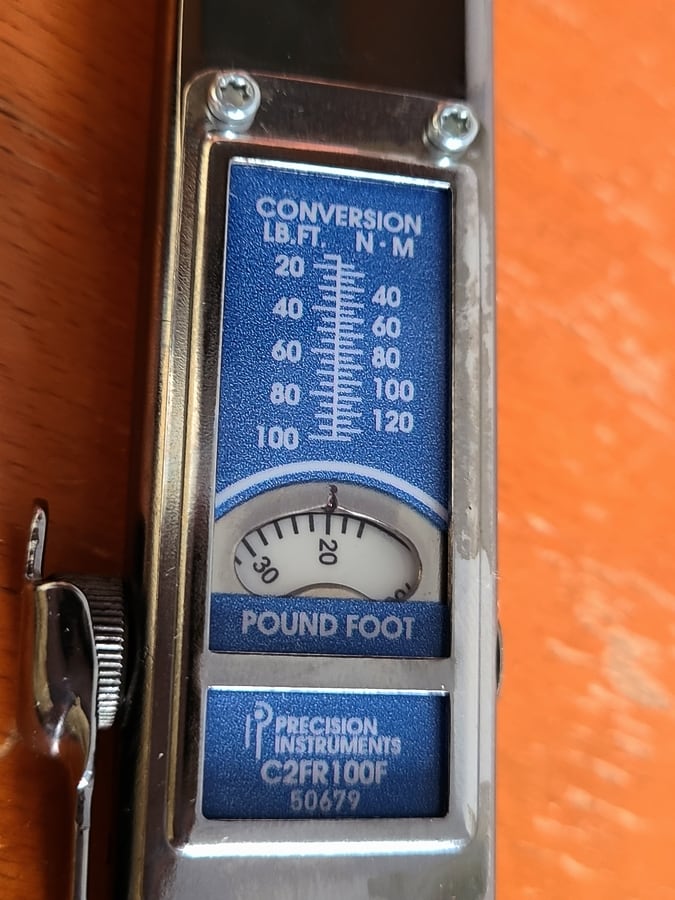 CONVERSION
LB.FT. N·M
20
40
40
60
60
80
80
100
120
100
20
30
POUND FOOT
PRECISION
INSTRUMENTS
C2FR100F
50679